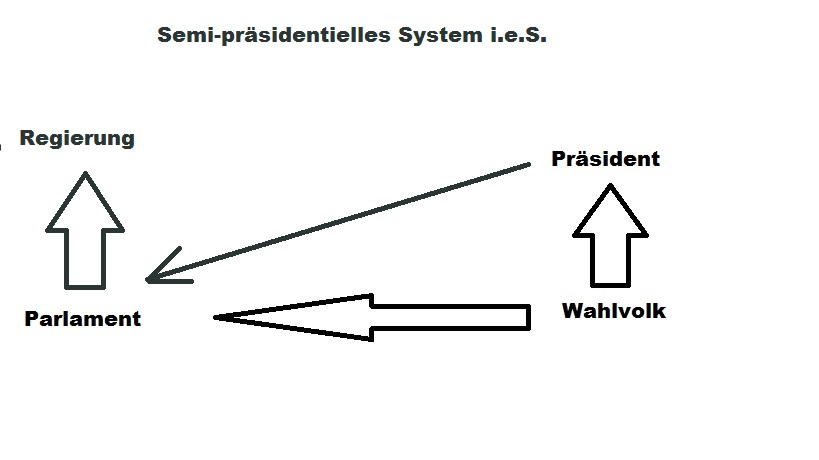 Semi-präsidentielles System i.e.S.
Regierung
Präsident
Parlament
Wahlvolk